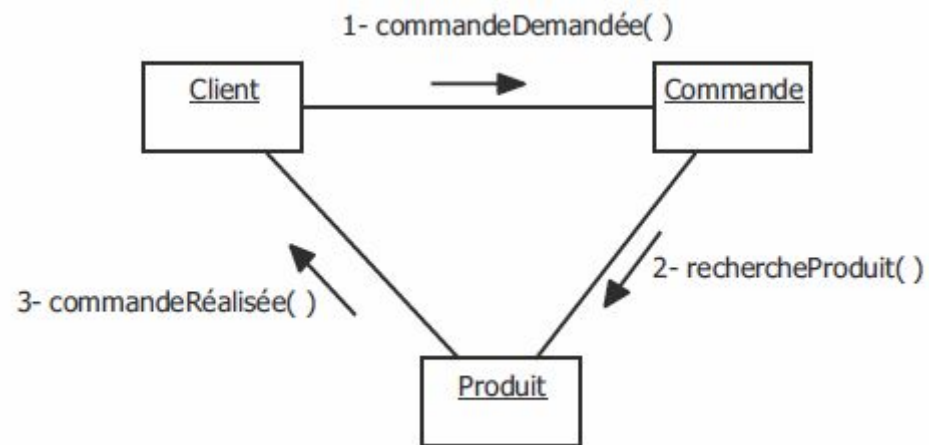 1- commandeDemandée( )
Client
Commande
2- rechercheProduit( )
3- commandeRéalisée( )
Produit